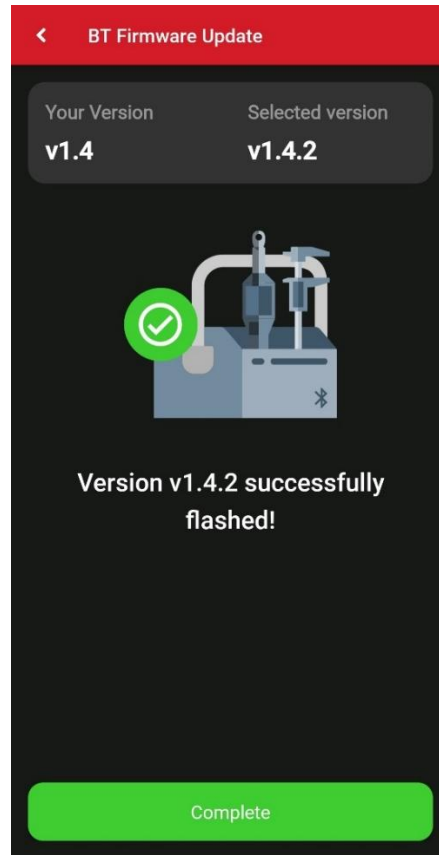 BT Firmware Update
Your Version
Selected version
v1.4
v1.4.2
Version v1.4.2 successfully
flashed!
Complete